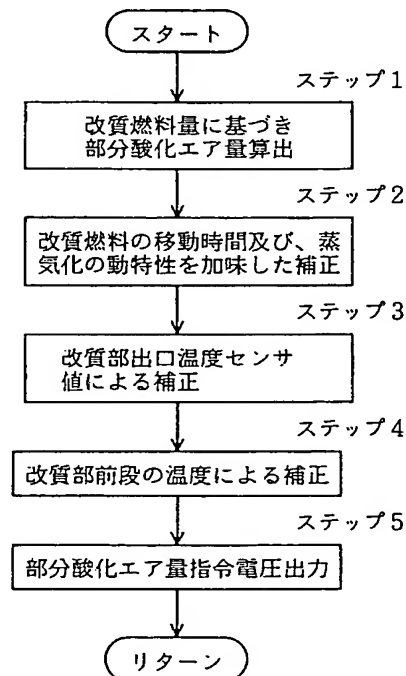 スタート
ステップ1
改質燃料量に基づき
部分酸化エア量算出
ステップ2
改質燃料の移動時間及び、蒸
気化の動特性を加味した補正
ステップ3
改質部出口温度センサ
値による補正
ステップ4
改質部前段の温度による補正
ステップ5
部分酸化エア量指令電圧出力
リターン